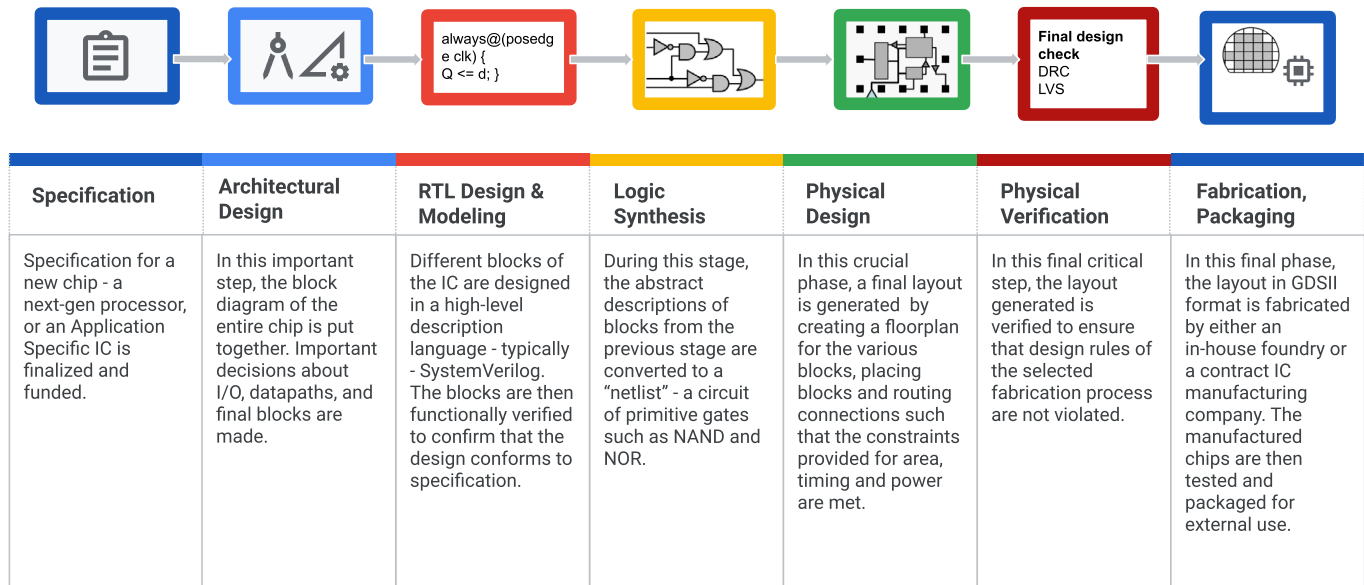 always@(posedg
e clk) {
Q <= d; }
Final design
check
DRC
LVS
Specification
Architectural
Design
RTL Design &
Modeling
Logic
Synthesis
Physical
Design
Physical
Verification
Fabrication,
Packaging
Specification for a
new chip - a
next-gen processor,
or an Application
Specific IC is
finalized and
funded.
In this important
step, the block
diagram of the
entire chip is put
together. Important
decisions about
I/O, datapaths, and
final blocks are
made.
Different blocks of
the IC are designed
in a high-level
description
language - typically
- SystemVerilog.
The blocks are then
functionally verified
to confirm that the
design conforms to
specification.
During this stage,
the abstract
descriptions of
blocks from the
previous stage are
converted to a
“netlist” - a circuit
of primitive gates
such as NAND and
NOR.
In this crucial
phase, a final layout
is generated  by
creating a floorplan
for the various
blocks, placing
blocks and routing
connections such
that the constraints
provided for area,
timing and power
are met.
In this final critical
step, the layout
generated is
verified to ensure
that design rules of
the selected
fabrication process
are not violated.
In this final phase,
the layout in GDSII
format is fabricated
by either an
in-house foundry or
a contract IC
manufacturing
company. The
manufactured
chips are then
tested and
packaged for
external use.